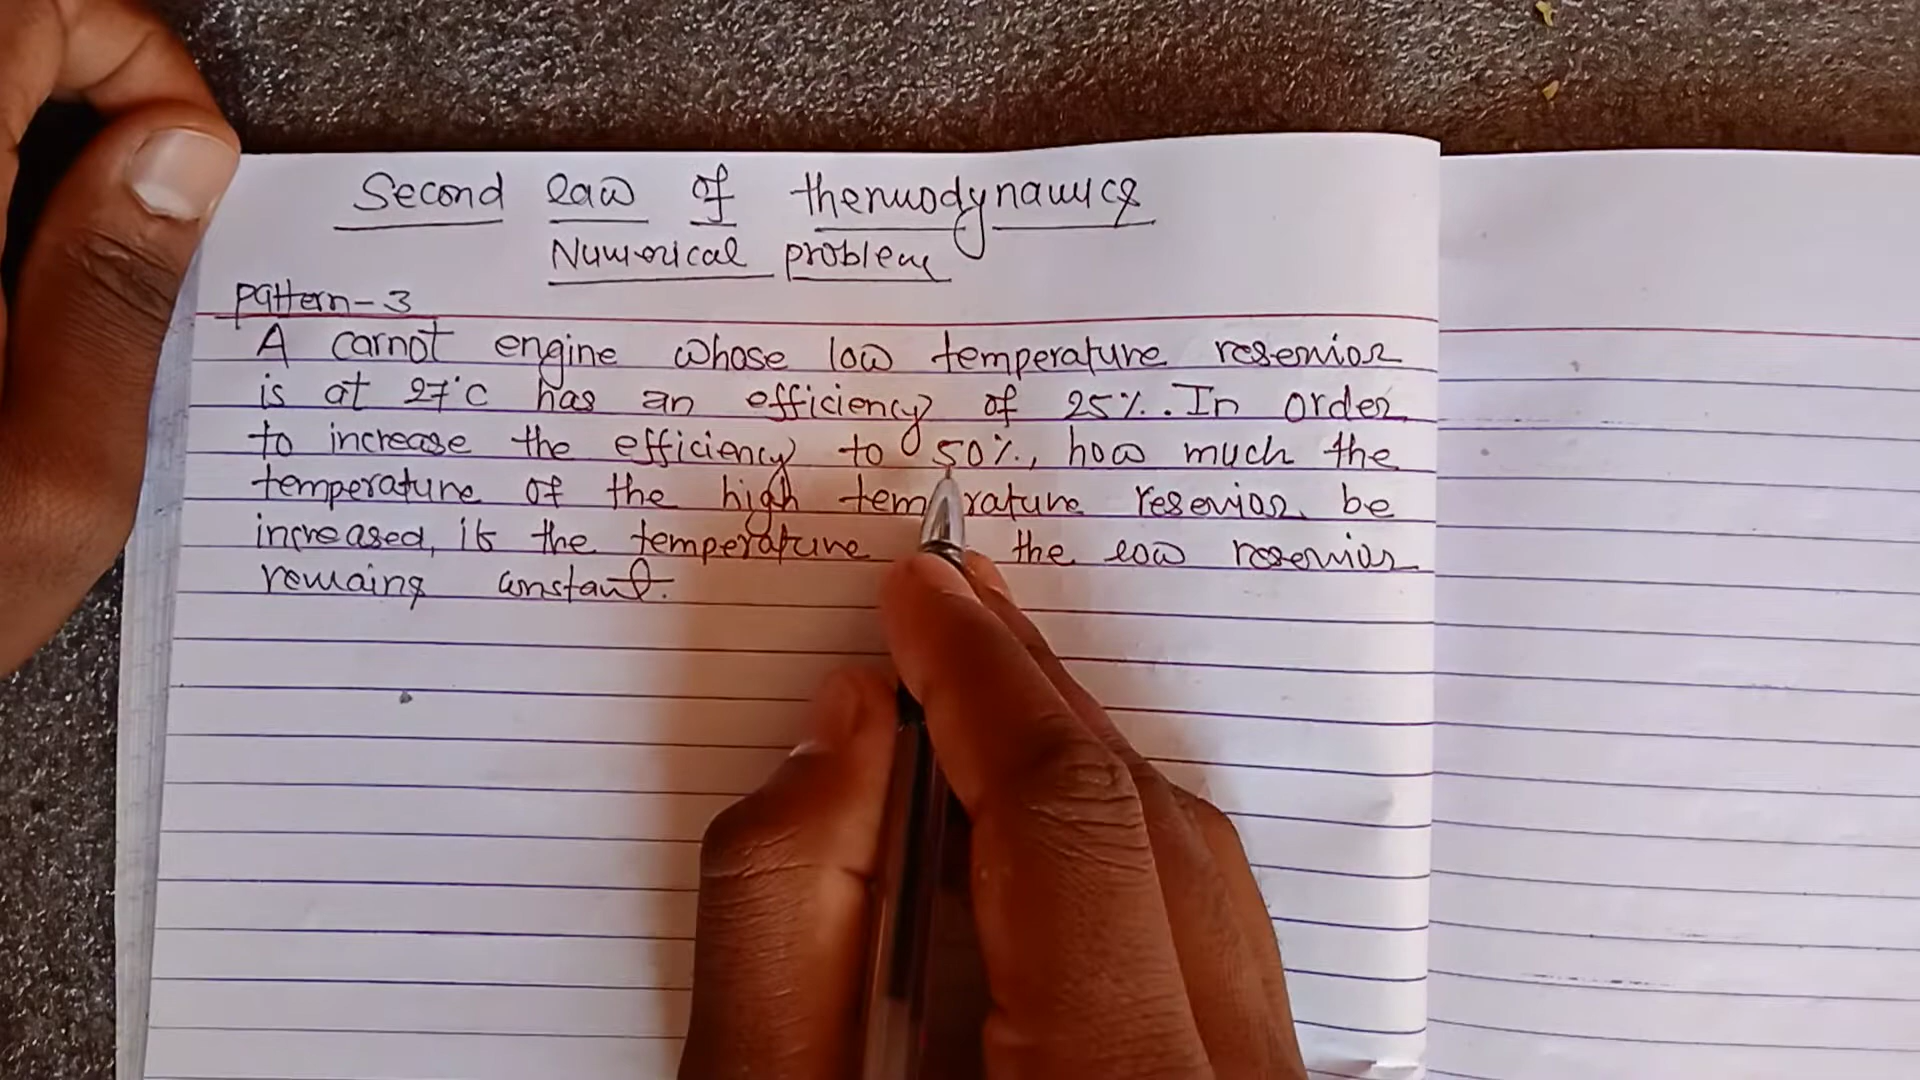 Second law of thermodynamics
Numerical problem
pattern-3
A carnot engine whose low temperature reservior
is at 27°C has an efficiency of 25%. In order
to increase the efficiency to 50%, how much the
temperature of the high temperature reservior be
increased, if the temperature the low reservior
remains constant.